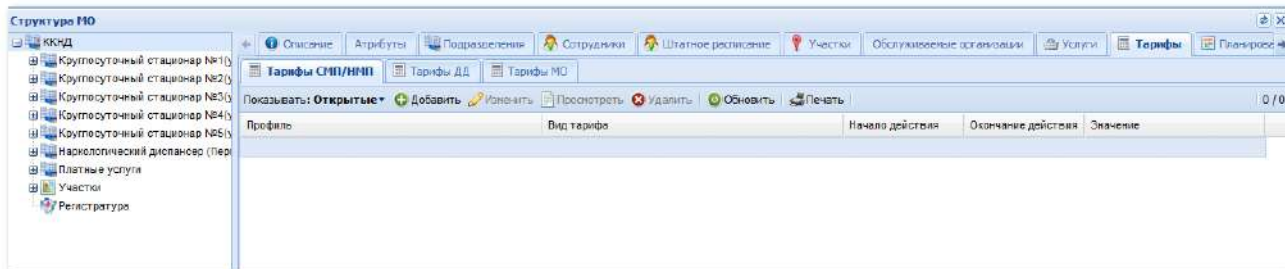 Структура МО
ККНД
Круглосуточный стационар №1(у
Круглосуточный стационар №2(у
Круглосуточный стационар №3(у
Круглосуточный стационар №4(у
Круглосуточный стационар №5(у
Наркологический диспансер (Пер
Платные услуги
Участки
Регистратура
Описание Атрибуты Подразделения Сотрудники Штатное расписание Участки Обслуживаемые организации Услуги Тарифы Планирова
Тарифы СМП/НМП Тарифы ДД Тарифы МО
Показывать: Открытые Добавить Изменить Просмотреть Удалить Обновить Печать 0 / 0
Профиль Вид тарифа Начало действия Окончание действия Значение